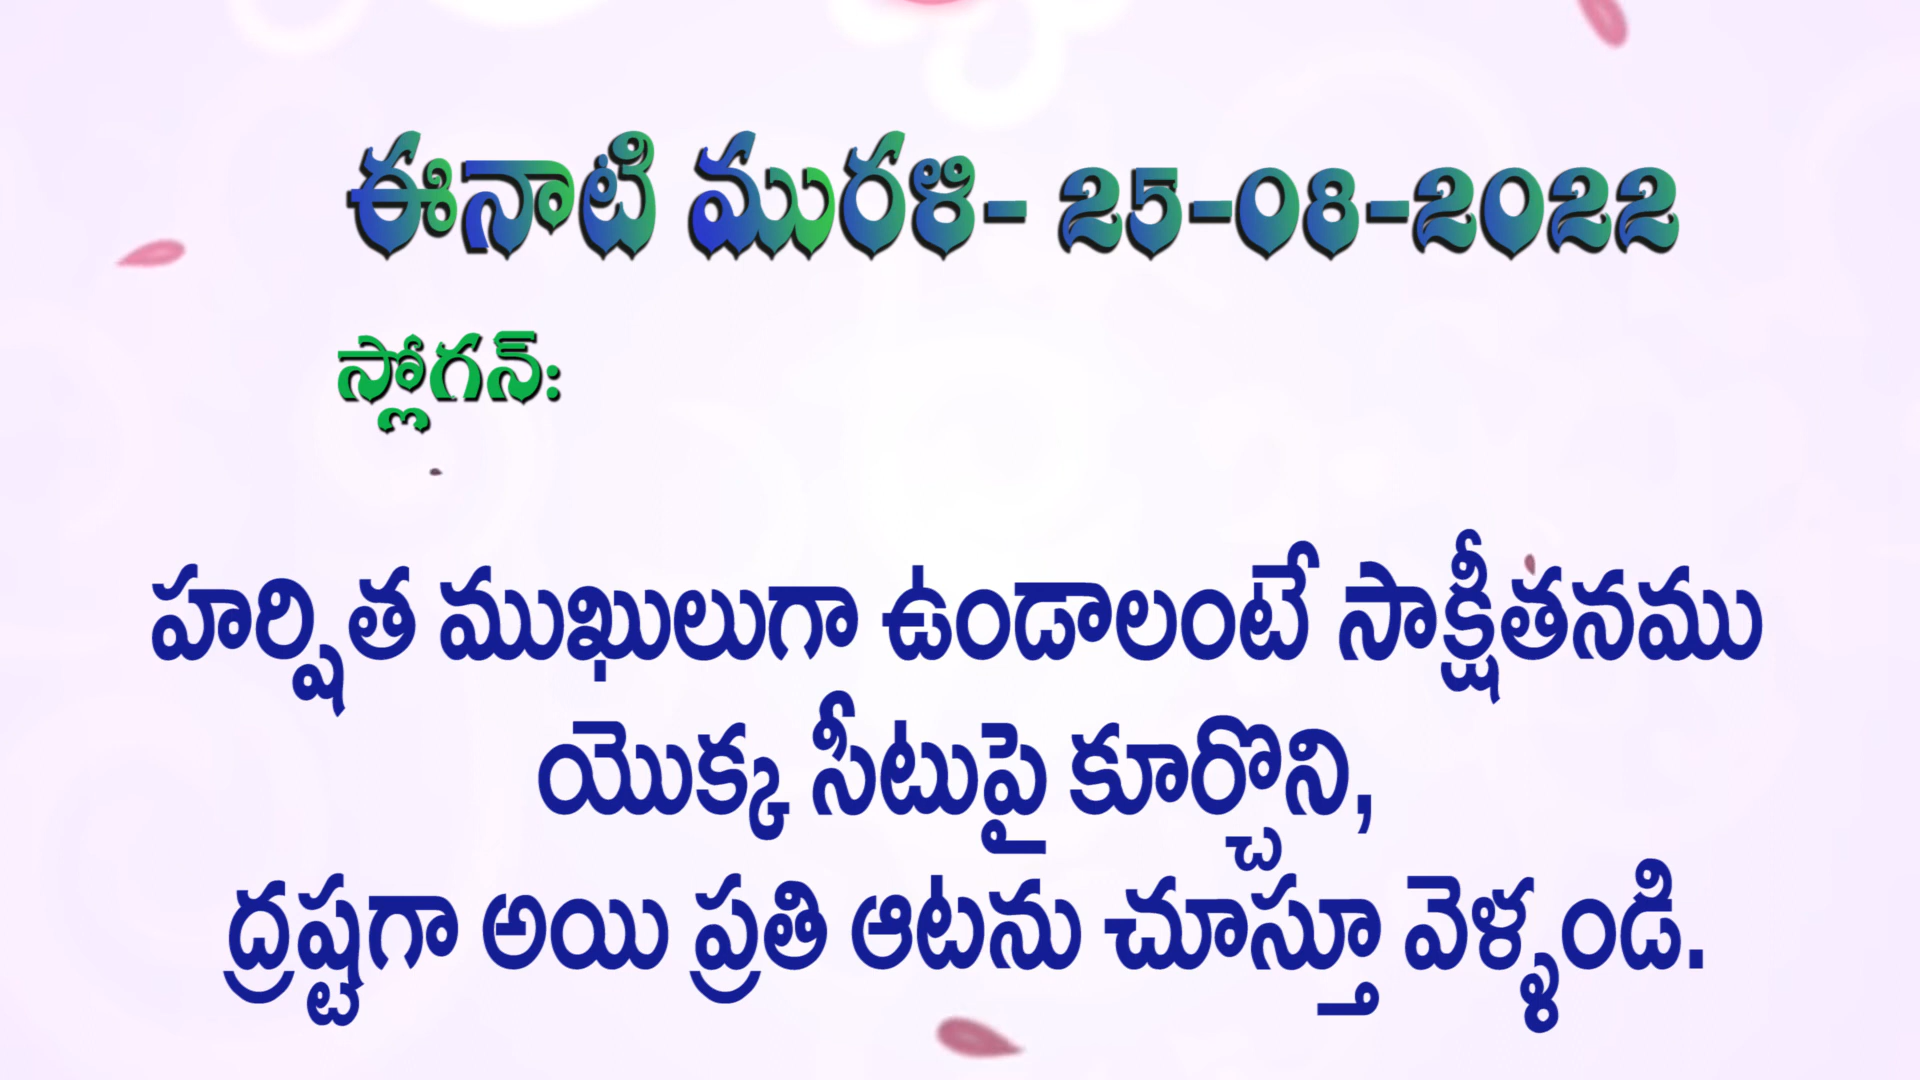 ఈనాటి మురళి- 25-08-2022
స్లోగన్:
హర్షిత ముఖులుగా ఉండాలంటే సాక్షీతనము
యొక్క సీటుపై కూర్చొని,
ద్రష్టగా అయి ప్రతి ఆటను చూస్తూ వెళ్ళండి.